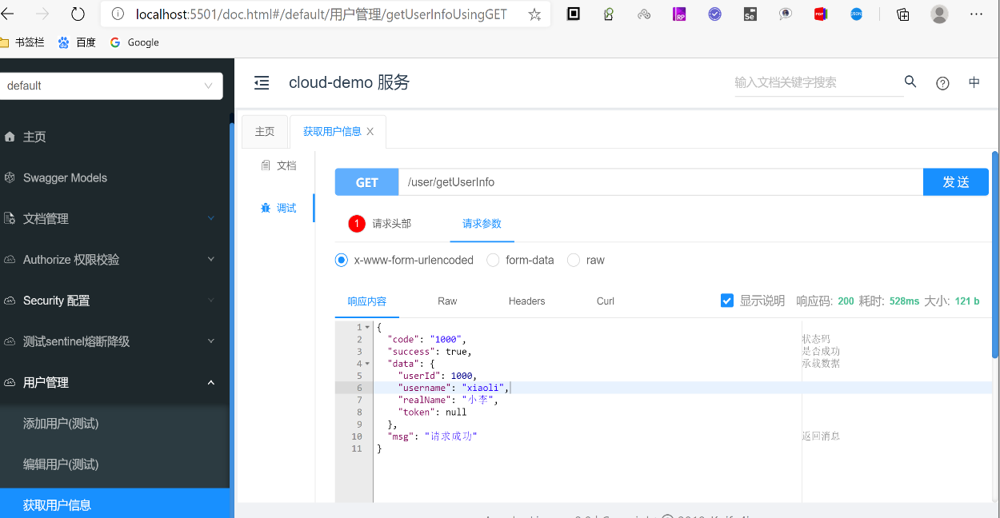 localhost:5501/doc.html#/default/用户管理/getUserInfoUsingGET
书签栏
百度
Google
default
cloud-demo 服务
输入文档关键字搜索
中
主页
Swagger Models
文档管理
Authorize 权限校验
Security 配置
测试sentinel熔断降级
用户管理
添加用户(测试)
编辑用户(测试)
获取用户信息
主页
获取用户信息 X
文档
调试
GET
/user/getUserInfo
发 送
1 请求头部
请求参数
x-www-form-urlencoded
form-data
raw
响应内容
Raw
Headers
Curl
显示说明
响应码: 200 耗时: 528ms 大小: 121 b
1 {
2 "code": "1000", 状态码
3 "success": true, 是否成功
4 "data": { 承载数据
5 "userId": 1000,
6 "username": "xiaoli",
7 "realName": "小李",
8 "token": null
9 },
10 "msg": "请求成功" 返回消息
11 }